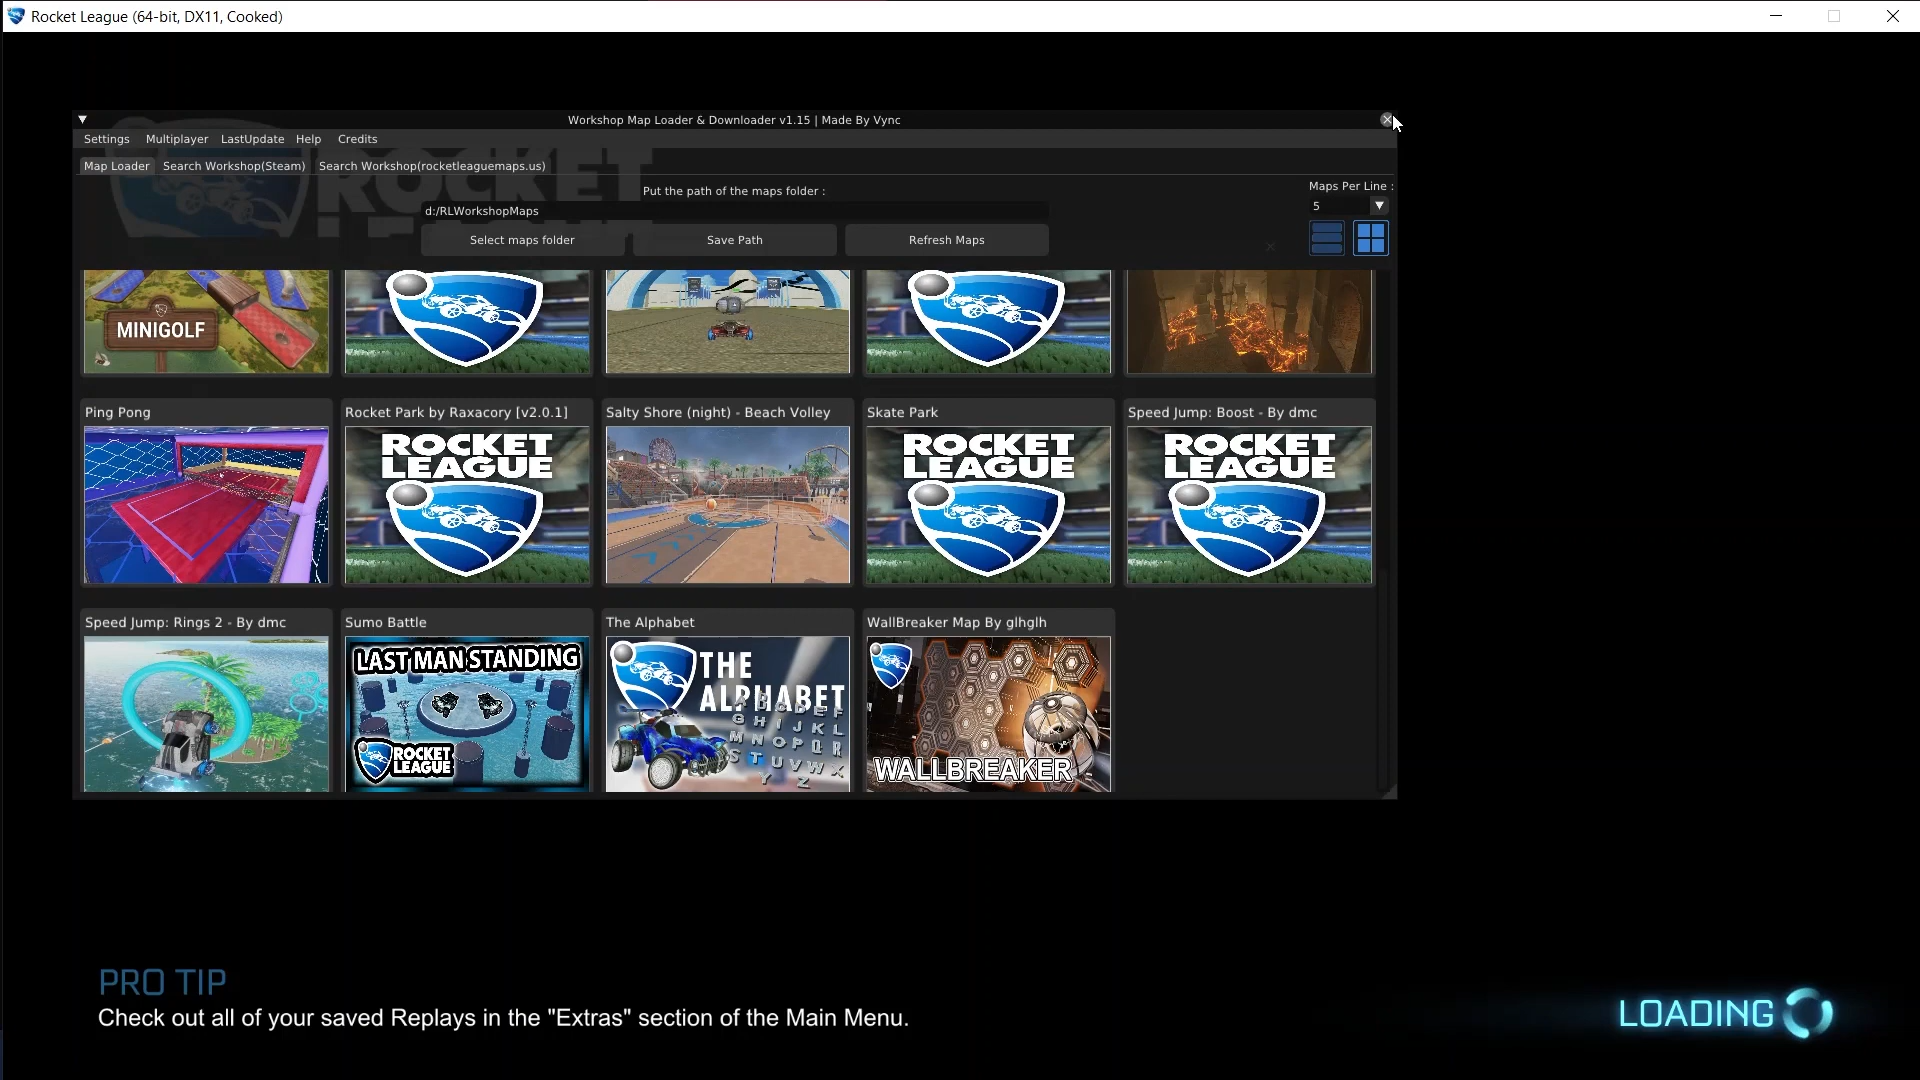 Rocket League (64-bit, DX11, Cooked)
Workshop Map Loader & Downloader v1.15 | Made By Vync
Settings Multiplayer LastUpdate Help Credits
Map Loader Search Workshop(Steam) Search Workshop(rocketleaguemaps.us)
Put the path of the maps folder :
Maps Per Line :
d:/RLWorkshopMaps
5
Select maps folder Save Path Refresh Maps
MINIGOLF
Ping Pong
Rocket Park by Raxacory [v2.0.1]
Salty Shore (night) - Beach Volley
Skate Park
Speed Jump: Boost - By dmc
ROCKET
LEAGUE
ROCKET
LEAGUE
ROCKET
LEAGUE
Speed Jump: Rings 2 - By dmc
Sumo Battle
The Alphabet
WallBreaker Map By glhglh
LAST MAN STANDING
ROCKET
LEAGUE
THE
ALPHABET
A B C D E F
G H I J K L
M N O P Q R
S T U V W X
Y Z
WALLBREAKER
PRO TIP
Check out all of your saved Replays in the "Extras" section of the Main Menu.
LOADING